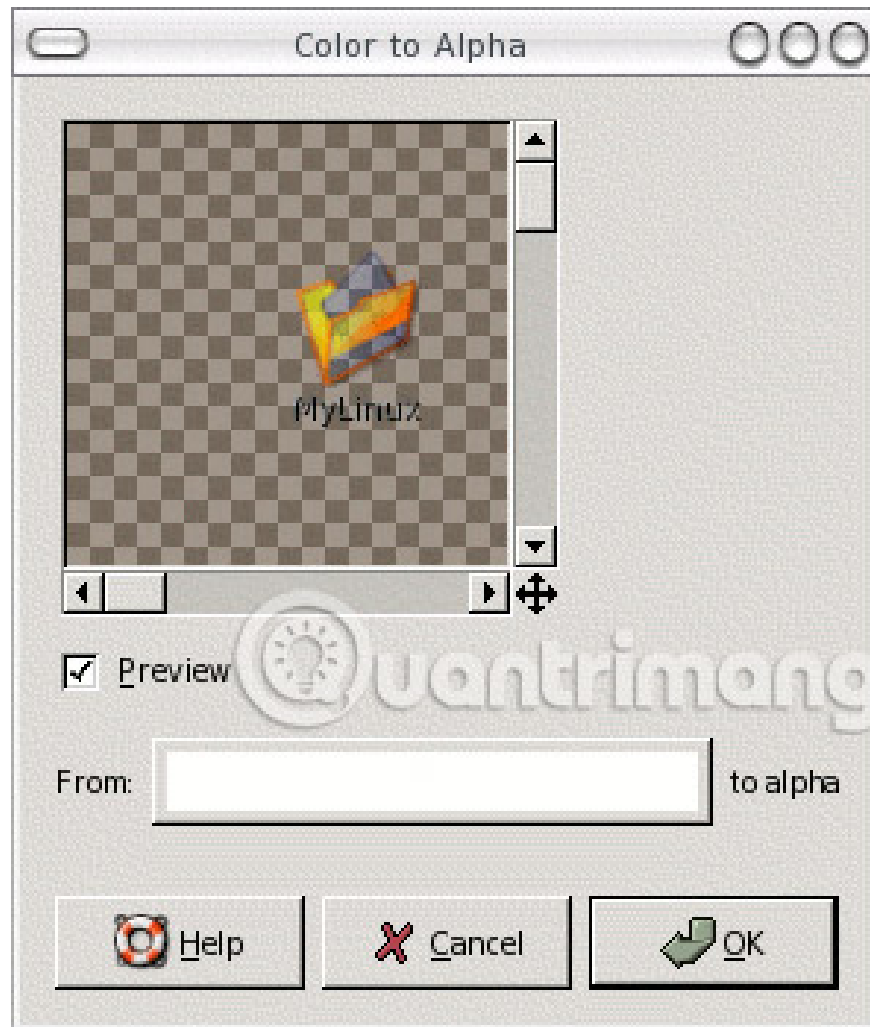 Color to Alpha
MyLinux
Preview
Quantrimang
From: to alpha
Help Cancel OK